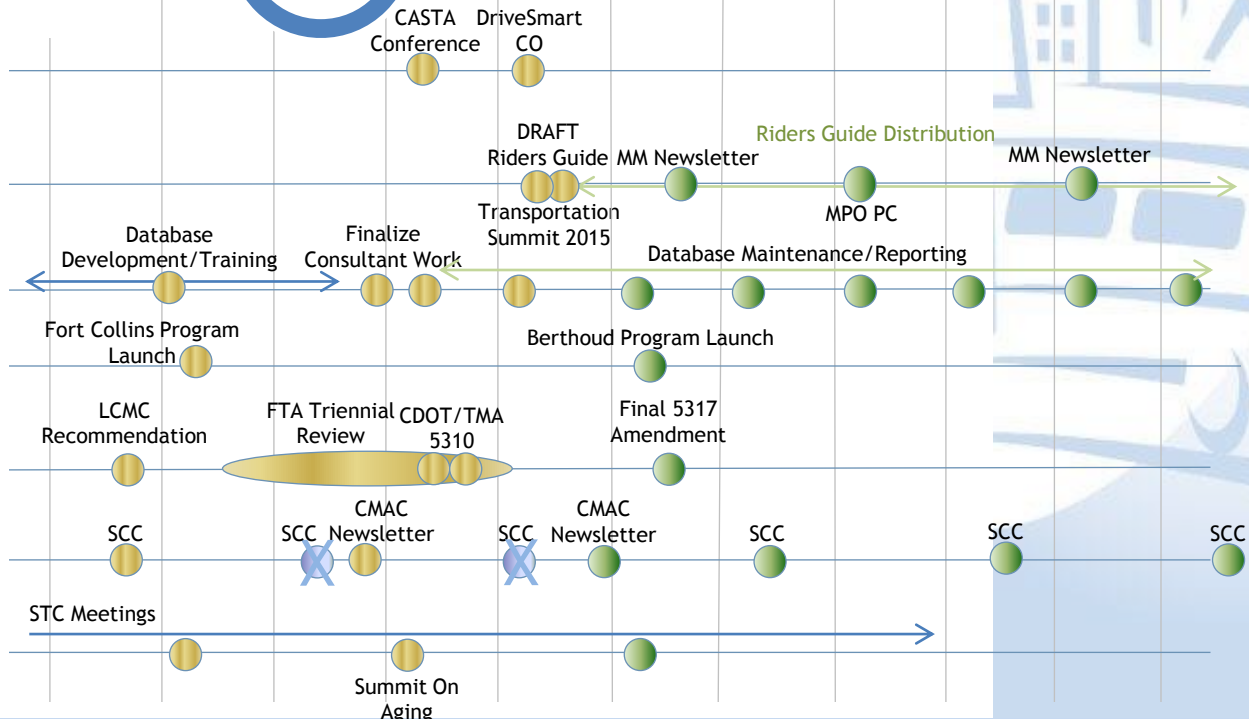 CASTA
Conference
DriveSmart
CO
DRAFT
Riders Guide
MM Newsletter
Riders Guide Distribution
MM Newsletter
Transportation
Summit 2015
MPO PC
Database
Development/Training
Finalize
Consultant Work
Database Maintenance/Reporting
Fort Collins Program
Launch
Berthoud Program Launch
LCMC
Recommendation
FTA Triennial
Review
CDOT/TMA
5310
Final 5317
Amendment
SCC
SCC
CMAC
Newsletter
SCC
CMAC
Newsletter
SCC
SCC
SCC
STC Meetings
Summit On
Aging